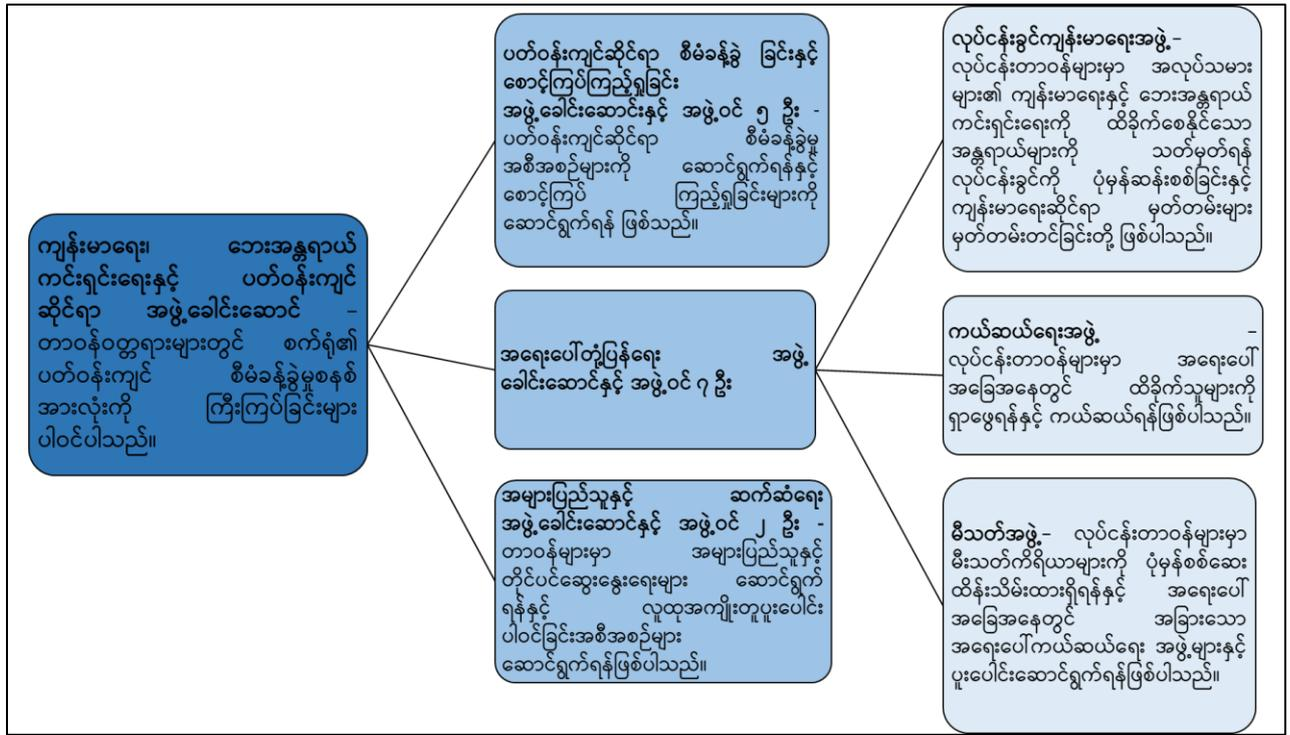 ကျန်းမာရေး၊ ဘေးအန္တရာယ်
ကင်းရှင်းရေးနှင့် ပတ်ဝန်းကျင်
ဆိုင်ရာ အဖွဲ့ခေါင်းဆောင် –
တာဝန်ဝတ္တရားများတွင် စက်ရုံ၏
ပတ်ဝန်းကျင် စီမံခန့်ခွဲမှုစနစ်
အားလုံးကို ကြီးကြပ်ခြင်းများ
ပါဝင်ပါသည်။
ပတ်ဝန်းကျင်ဆိုင်ရာ စီမံခန့်ခွဲ ခြင်းနှင့်
စောင့်ကြပ်ကြည့်ရှုခြင်း
အဖွဲ့ခေါင်းဆောင်းနှင့် အဖွဲ့ဝင် ၅ ဦး -
ပတ်ဝန်းကျင်ဆိုင်ရာ စီမံခန့်ခွဲမှု
အစီအစဉ်များကို ဆောင်ရွက်ရန်နှင့်
စောင့်ကြပ် ကြည့်ရှုခြင်းများကို
ဆောင်ရွက်ရန် ဖြစ်သည်။
အရေးပေါ်တုံ့ပြန်ရေး အဖွဲ့
ခေါင်းဆောင်နှင့် အဖွဲ့ဝင် ၇ ဦး
အများပြည်သူနှင့် ဆက်ဆံရေး
အဖွဲ့ခေါင်းဆောင်နှင့် အဖွဲ့ဝင် ၂ ဦး -
တာဝန်များမှာ အများပြည်သူနှင့်
တိုင်ပင်ဆွေးနွေးရေးများ ဆောင်ရွက်
ရန်နှင့် လူထုအကျိုးတူပူးပေါင်း
ပါဝင်ခြင်းအစီအစဉ်များ
ဆောင်ရွက်ရန်ဖြစ်ပါသည်။
လုပ်ငန်းခွင်ကျန်းမာရေးအဖွဲ့ –
လုပ်ငန်းတာဝန်များမှာ အလုပ်သမား
များ၏ ကျန်းမာရေးနှင့် ဘေးအန္တရာယ်
ကင်းရှင်းရေးကို ထိခိုက်စေနိုင်သော
အန္တရာယ်များကို သတ်မှတ်ရန်
လုပ်ငန်းခွင်ကို ပုံမှန်ဆန်းစစ်ခြင်းနှင့်
ကျန်းမာရေးဆိုင်ရာ မှတ်တမ်းများ
မှတ်တမ်းတင်ခြင်းတို့ ဖြစ်ပါသည်။
ကယ်ဆယ်ရေးအဖွဲ့ –
လုပ်ငန်းတာဝန်များမှာ အရေးပေါ်
အခြေအနေတွင် ထိခိုက်သူများကို
ရှာဖွေရန်နှင့် ကယ်ဆယ်ရန်ဖြစ်ပါသည်။
မီသတ်အဖွဲ့– လုပ်ငန်းတာဝန်များမှာ
မီးသတ်ကိရိယာများကို ပုံမှန်စစ်ဆေး
ထိန်းသိမ်းထားရှိရန်နှင့် အရေးပေါ်
အခြေအနေတွင် အခြားသော
အရေးပေါ်ကယ်ဆယ်ရေး အဖွဲ့များနှင့်
ပူးပေါင်းဆောင်ရွက်ရန်ဖြစ်ပါသည်။